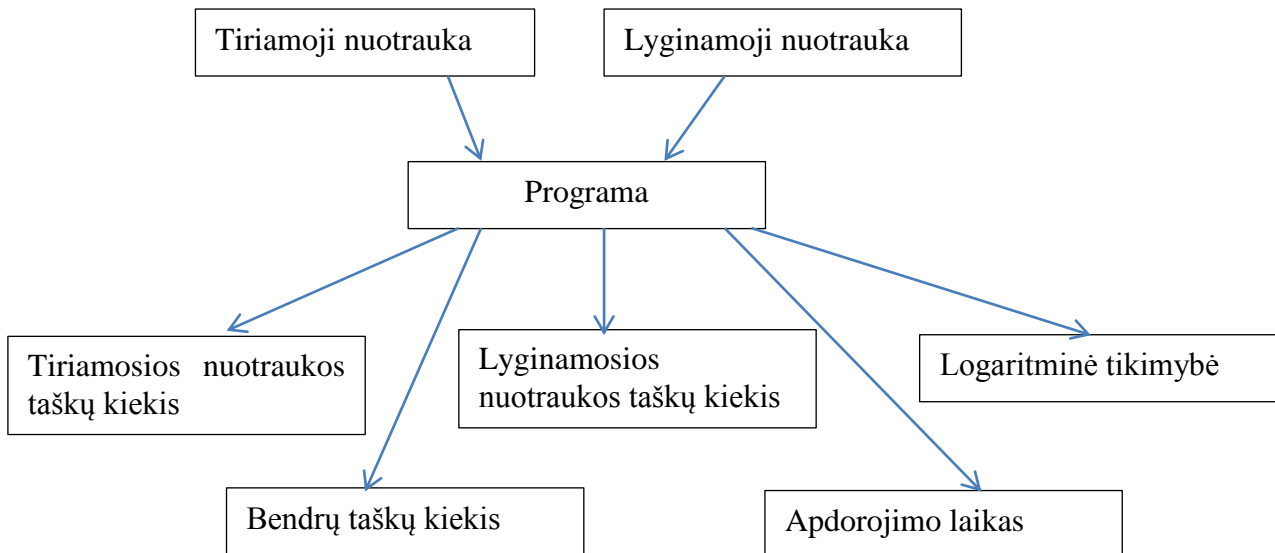 Tiriamoji nuotrauka
Lyginamoji nuotrauka
Programa
Tiriamosios nuotraukos
taškų kiekis
Lyginamosios
nuotraukos taškų kiekis
Logaritminė tikimybė
Bendrų taškų kiekis
Apdorojimo laikas